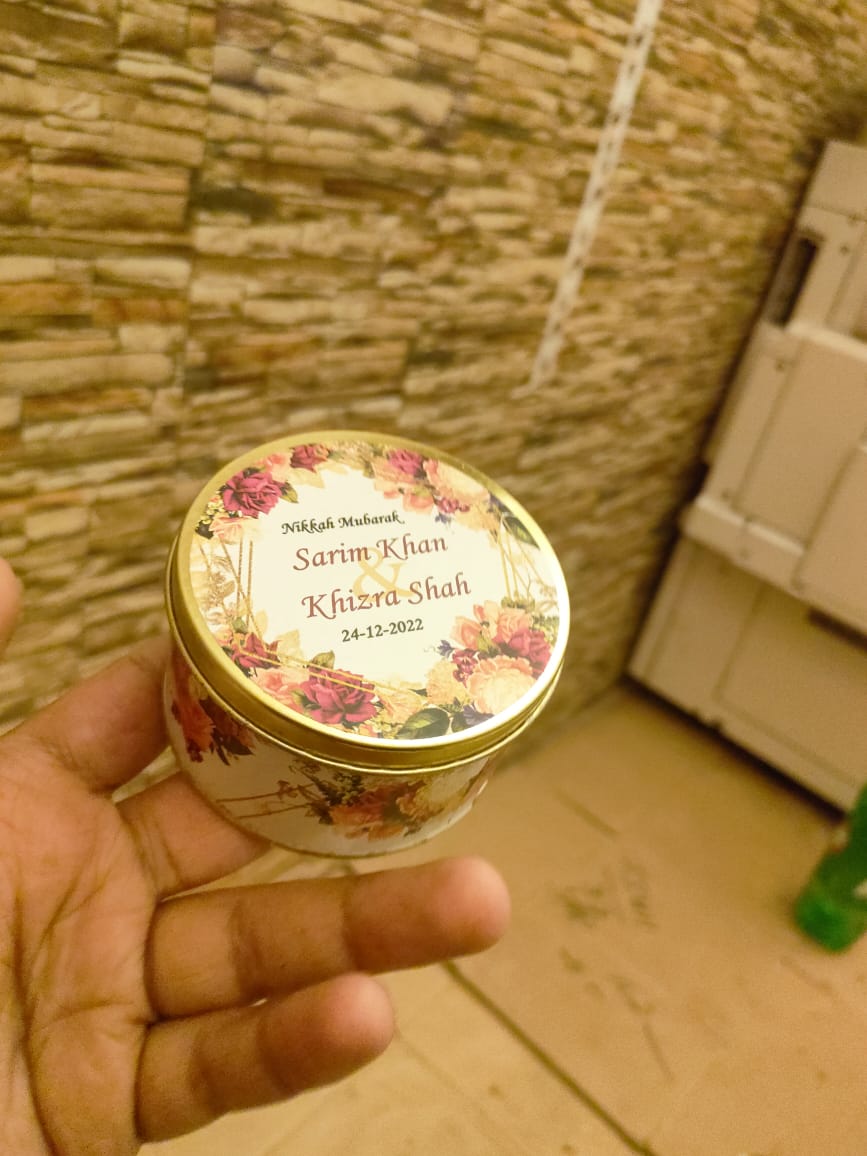 Nikkah Mubarak
Sarim Khan
&
Khizra Shah
24-12-2022